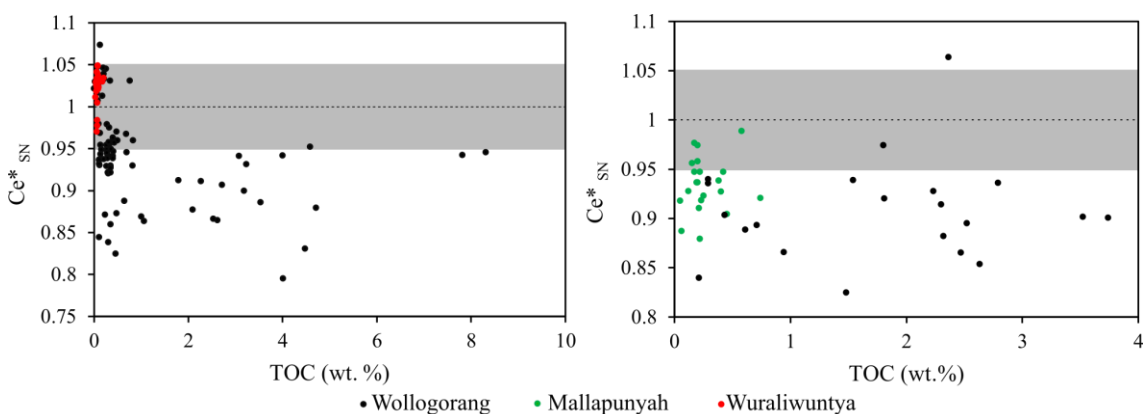 1.1
1.05
1
0.95
0.9
0.85
0.8
0.75
Ce*SN
0 2 4 6 8 10
TOC (wt. %)
1.1
1.05
1
0.95
0.9
0.85
0.8
Ce*SN
0 1 2 3 4
TOC (wt. %)
Wollogorang Mallapunyah Wuraliwuntya